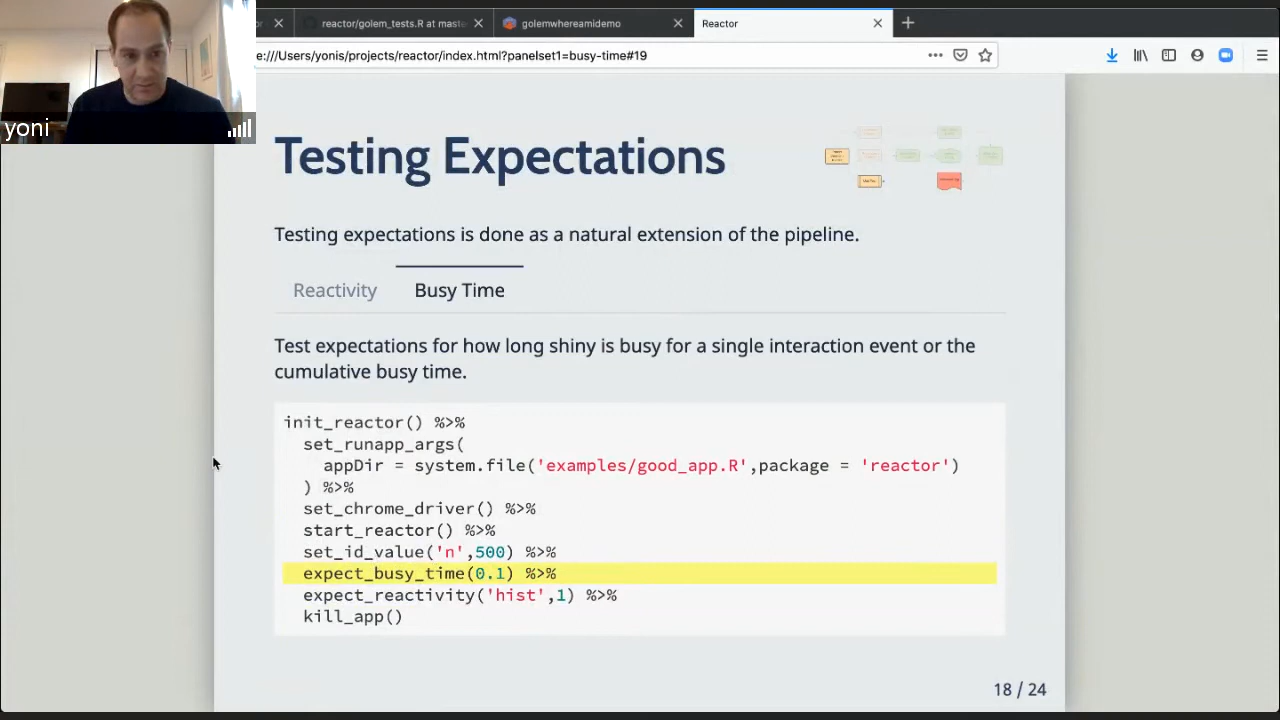 reactor/golem_tests.R at maste
golemwhereamidemo
Reactor
e:///Users/yonis/projects/reactor/index.html?panelset1=busy-time#19
yoni
Testing Expectations
Testing expectations is done as a natural extension of the pipeline.
Reactivity
Busy Time
Test expectations for how long shiny is busy for a single interaction event or the
cumulative busy time.
init_reactor() %>%
set_runapp_args(
appDir = system.file('examples/good_app.R',package = 'reactor')
) %>%
set_chrome_driver() %>%
start_reactor() %>%
set_id_value('n',500) %>%
expect_busy_time(0.1) %>%
expect_reactivity('hist',1) %>%
kill_app()
18 / 24